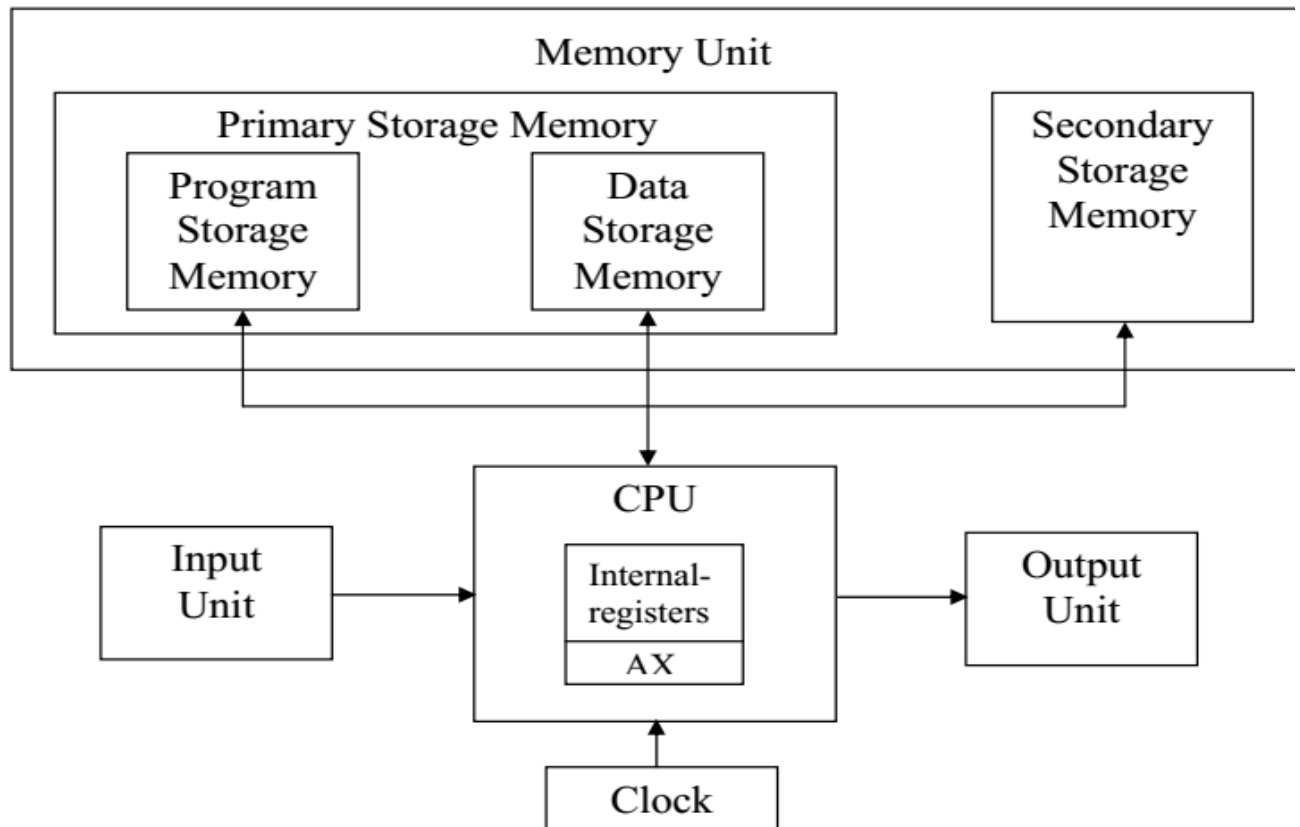 Memory Unit
Primary Storage Memory
Program
Storage
Memory
Data
Storage
Memory
Secondary
Storage
Memory
CPU
Internal-
registers
AX
Input
Unit
Output
Unit
Clock